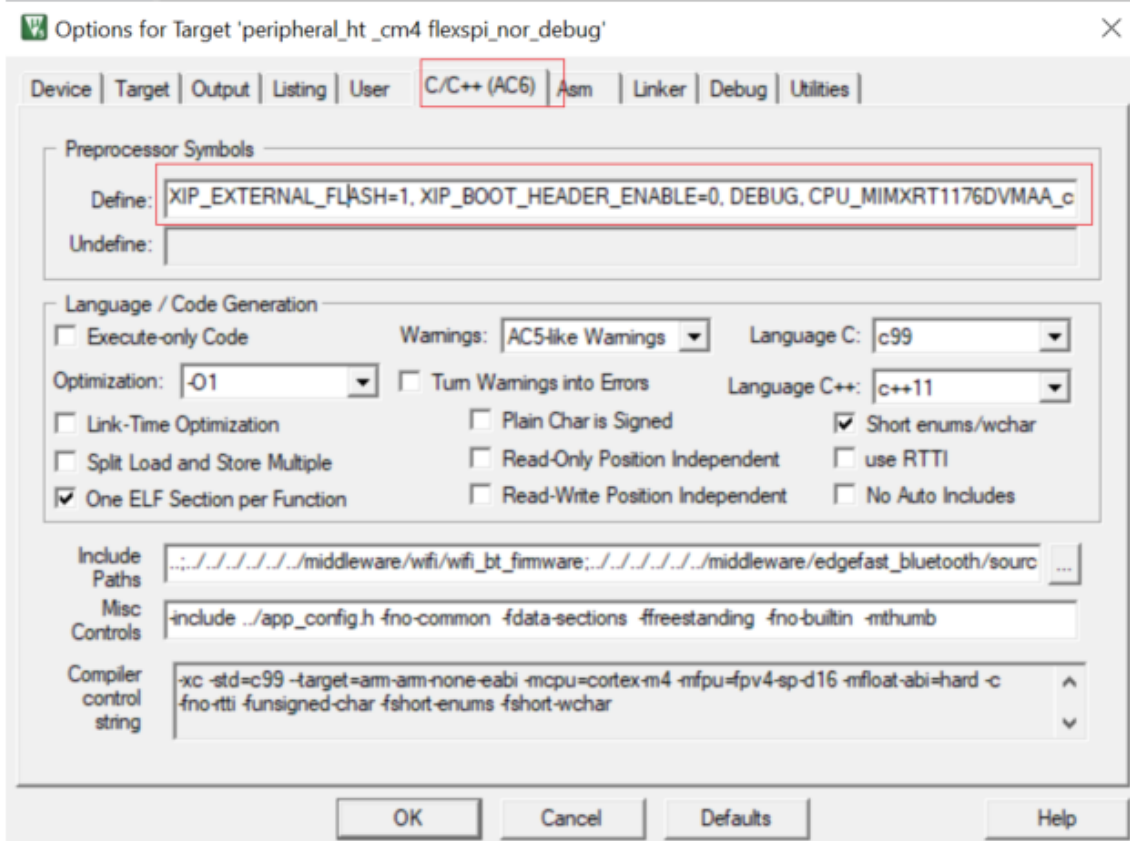 Options for Target 'peripheral_ht _cm4 flexspi_nor_debug'
Device Target Output Listing User C/C++ (AC6) Asm Linker Debug Utilities
Preprocessor Symbols
Define: XIP_EXTERNAL_FLASH=1, XIP_BOOT_HEADER_ENABLE=0, DEBUG, CPU_MIMXRT1176DVMAA_c
Undefine:
Language / Code Generation
Execute-only Code Warnings: AC5-like Warnings Language C: c99
Optimization: -O1 Turn Warnings into Errors Language C++: c++11
Link-Time Optimization Plain Char is Signed Short enums/wchar
Split Load and Store Multiple Read-Only Position Independent use RTTI
One ELF Section per Function Read-Write Position Independent No Auto Includes
Include Paths ..;../../../../../../middleware/wifi/wifi_bt_firmware;../../../../../../middleware/edgefast_bluetooth/sourc ...
Misc Controls -include ../app_config.h -fno-common -fdata-sections -ffreestanding -fno-builtin -mthumb
Compiler control string -xc -std=c99 --target=arm-arm-none-eabi -mcpu=cortex-m4 -mfpu=fpv4-sp-d16 -mfloat-abi=hard -c
-fno-rtti -funsigned-char -fshort-enums -fshort-wchar
OK Cancel Defaults Help